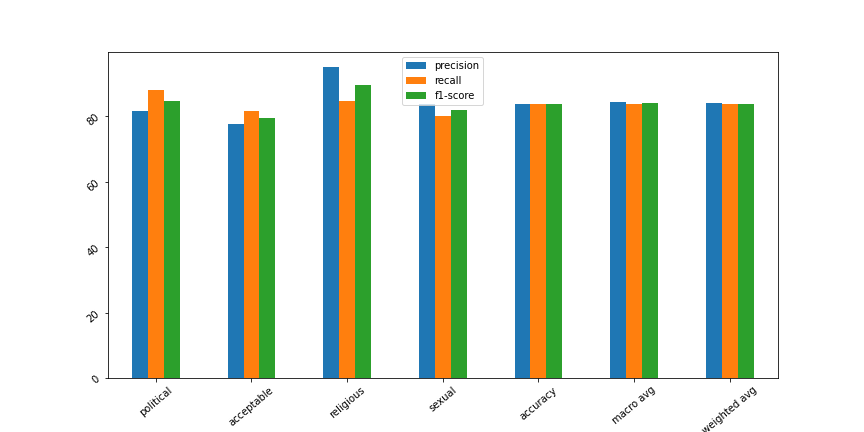 precision
recall
f1-score
80
60
40
20
0
political
acceptable
religious
sexual
accuracy
macro avg
weighted avg